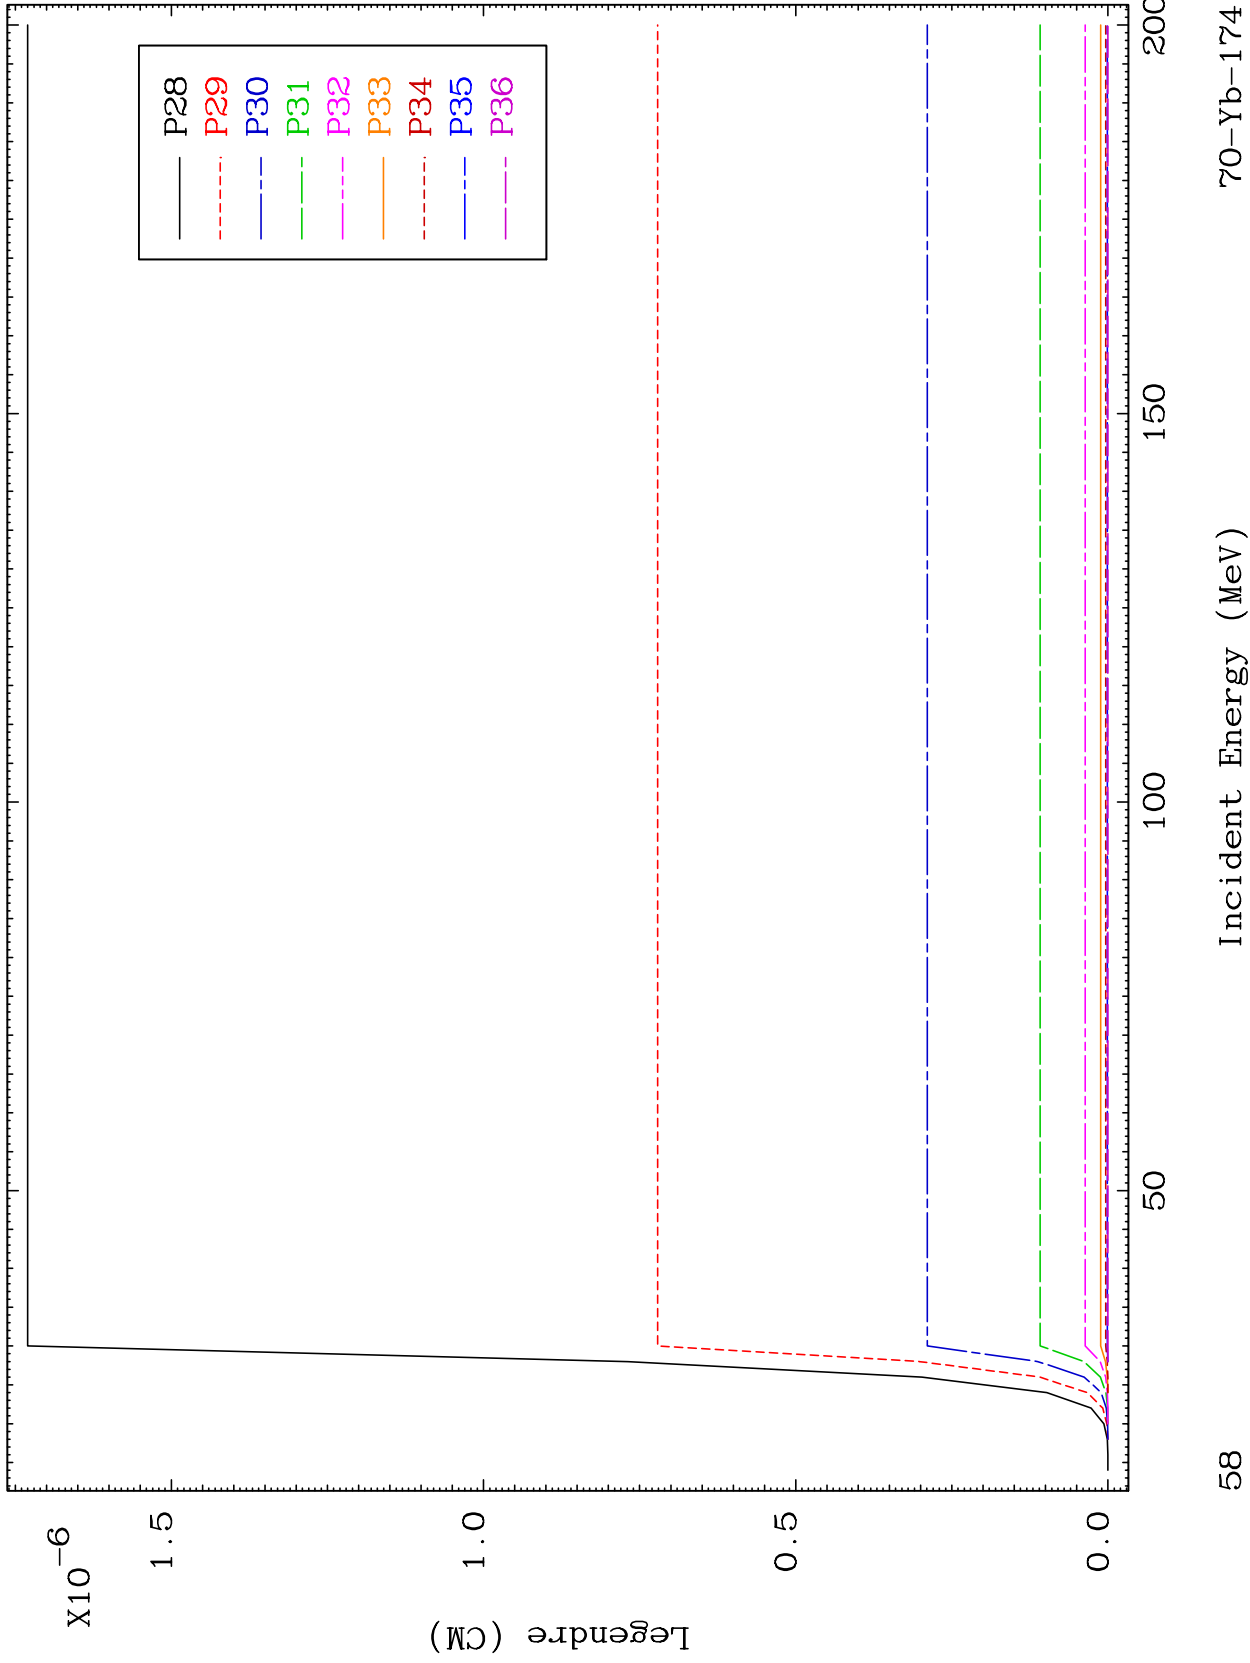 X10-6
1.5
1.0
0.5
0.0
Legendre (CM)
P28
P29
P30
P31
P32
P33
P34
P35
P36
50
100
150
200
58
Incident Energy (MeV)
70-Yb-174